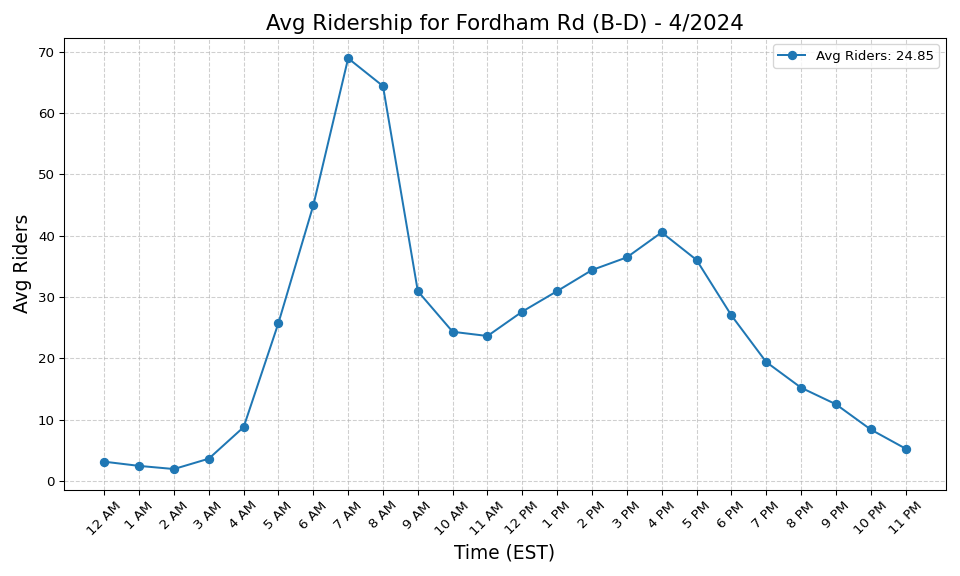 Avg Ridership for Fordham Rd (B-D) - 4/2024
Avg Riders: 24.85
Avg Riders
70
60
50
40
30
20
10
0
12 AM
1 AM
2 AM
3 AM
4 AM
5 AM
6 AM
7 AM
8 AM
9 AM
10 AM
11 AM
12 PM
1 PM
2 PM
3 PM
4 PM
5 PM
6 PM
7 PM
8 PM
9 PM
10 PM
11 PM
Time (EST)